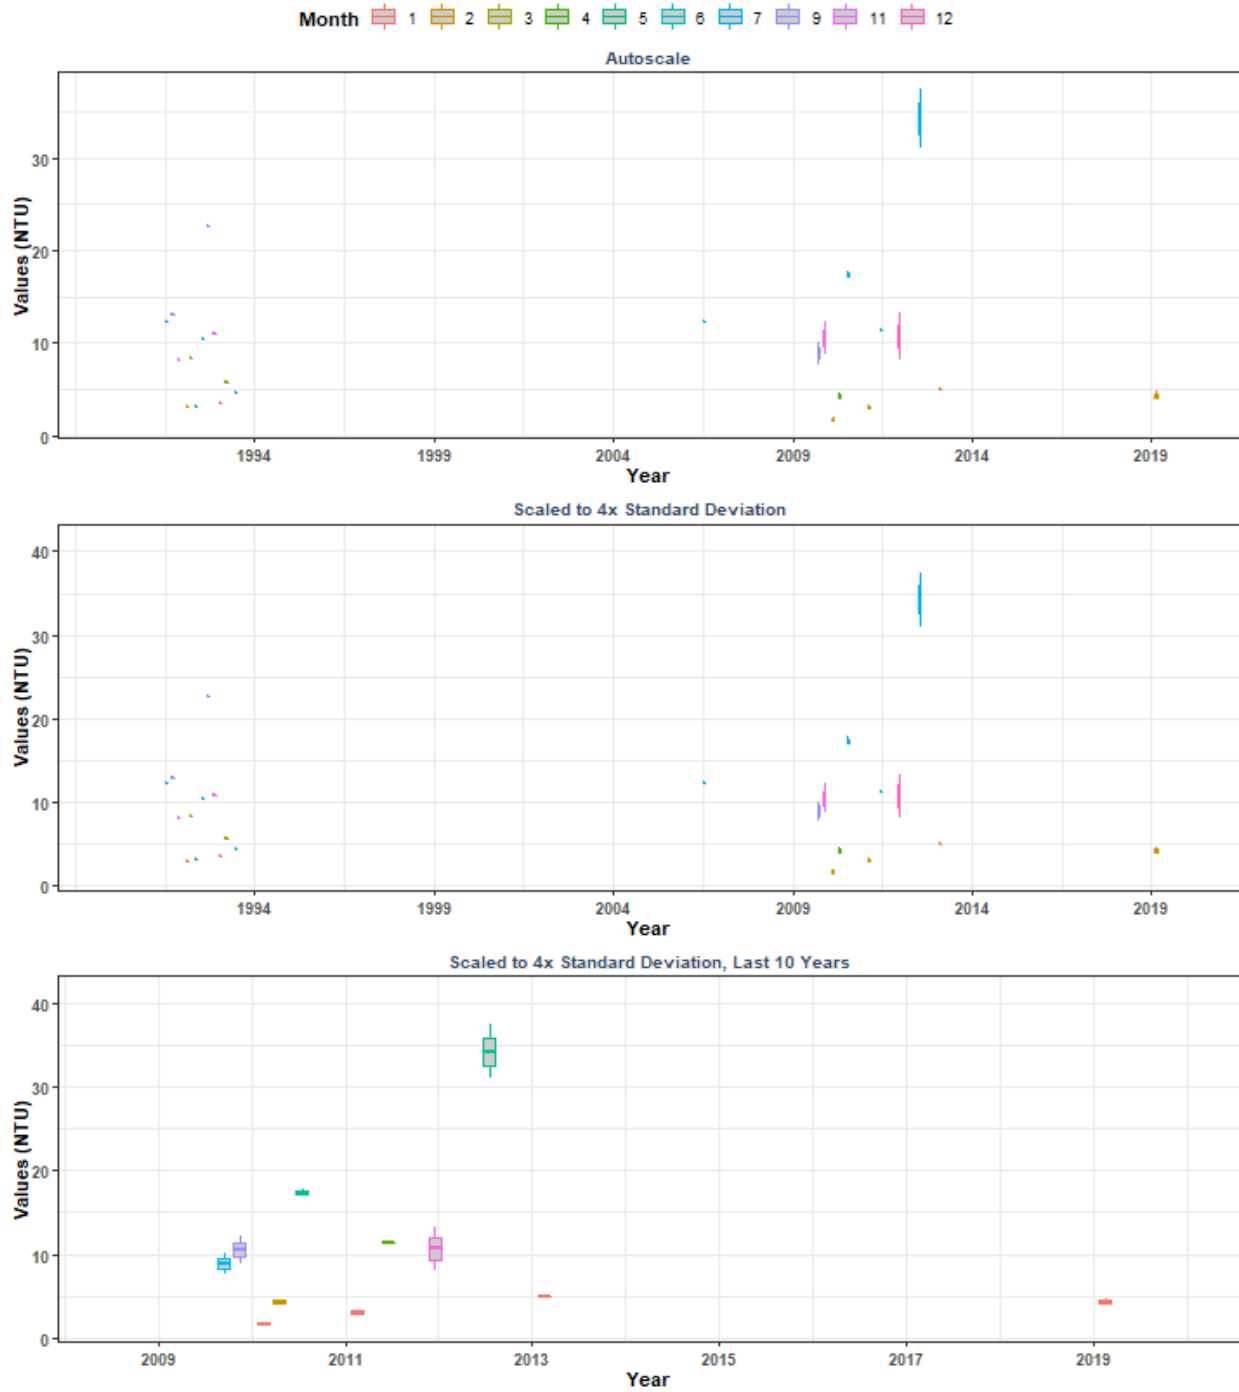 Month 1 2 3 4 5 6 7 9 11 12
Autoscale
Values (NTU)
30
20
10
0
1994 1999 2004 2009 2014 2019
Year
Scaled to 4x Standard Deviation
Values (NTU)
40
30
20
10
0
1994 1999 2004 2009 2014 2019
Year
Scaled to 4x Standard Deviation, Last 10 Years
Values (NTU)
40
30
20
10
0
2009 2011 2013 2015 2017 2019
Year